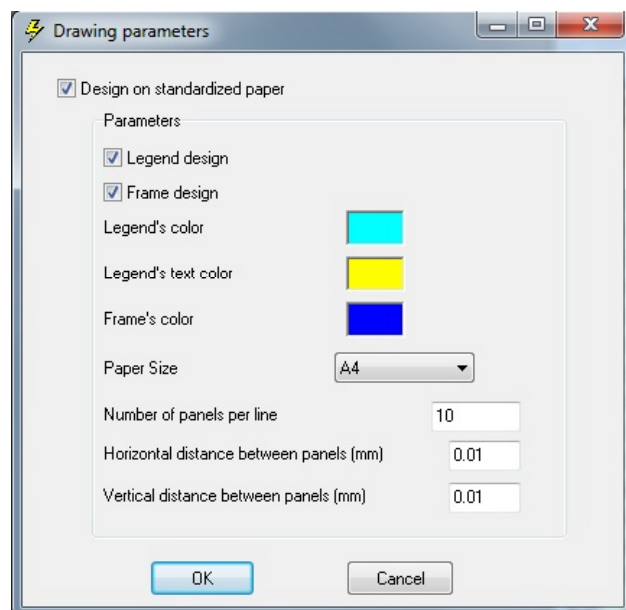 Drawing parameters
Design on standardized paper
Parameters
Legend design
Frame design
Legend's color
Legend's text color
Frame's color
Paper Size A4
Number of panels per line 10
Horizontal distance between panels (mm) 0.01
Vertical distance between panels (mm) 0.01
OK Cancel